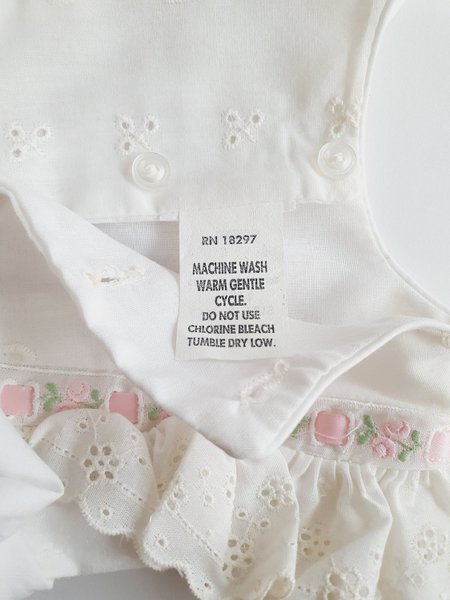 RN 18297
MACHINE WASH
WARM GENTLE
CYCLE.
DO NOT USE
CHLORINE BLEACH
TUMBLE DRY LOW.